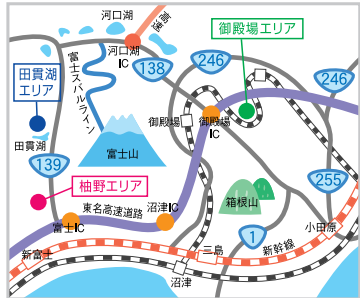 河口湖
高速
河口湖
IC
138
246
御殿場エリア
246
田貫湖
エリア
富士スバルライン
御殿場
御殿場
IC
田貫湖
富士山
139
柚野エリア
箱根山
255
東名高速道路
沼津IC
富士IC
1
小田原
新富士
三島
新幹線
沼津